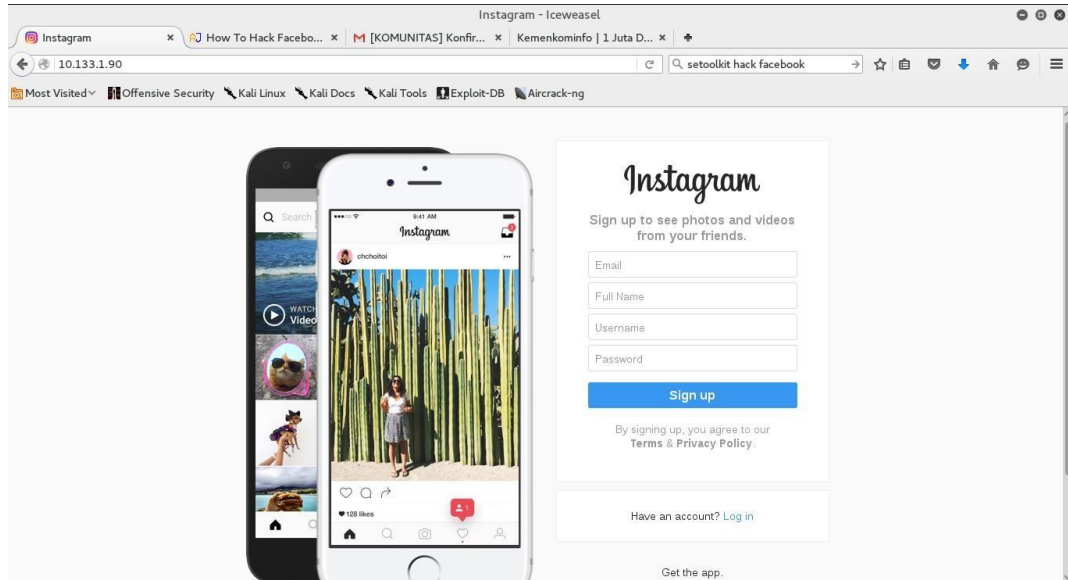 Instagram - Iceweasel
Instagram
How To Hack Facebo...
[KOMUNITAS] Konfir...
Kemenkominfo | 1 Juta D...
10.133.1.90
setoolkit hack facebook
Most Visited
Offensive Security
Kali Linux
Kali Docs
Kali Tools
Exploit-DB
Aircrack-ng
Search
WATCH
Video
9:41 AM
Instagram
chchoitoi
128 likes
1
Instagram
Sign up to see photos and videos
from your friends.
Email
Full Name
Username
Password
Sign up
By signing up, you agree to our
Terms & Privacy Policy.
Have an account? Log in
Get the app.